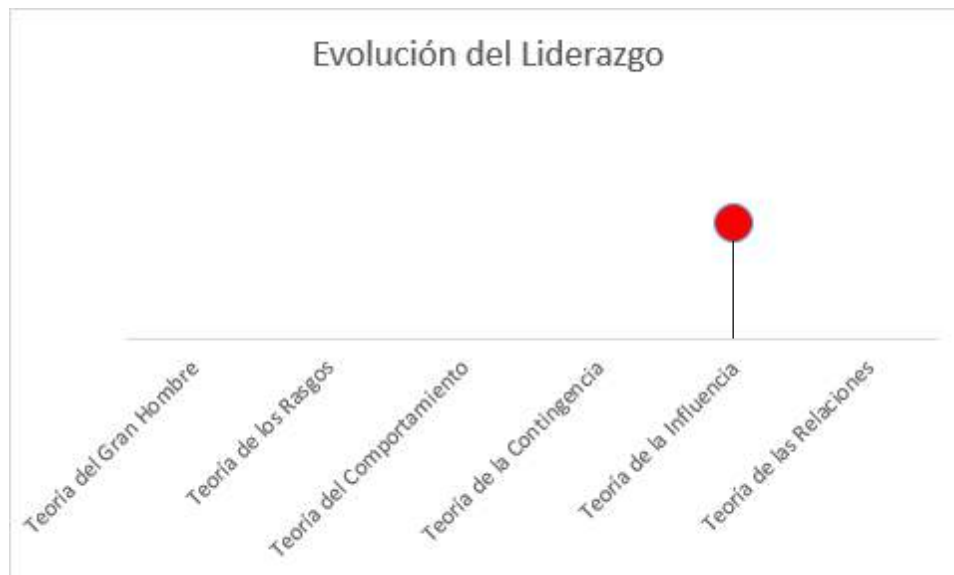 Evolución del Liderazgo
Teoría del Gran Hombre
Teoría de los Rasgos
Teoría del Comportamiento
Teoría de la Contingencia
Teoría de la Influencia
Teoría de las Relaciones